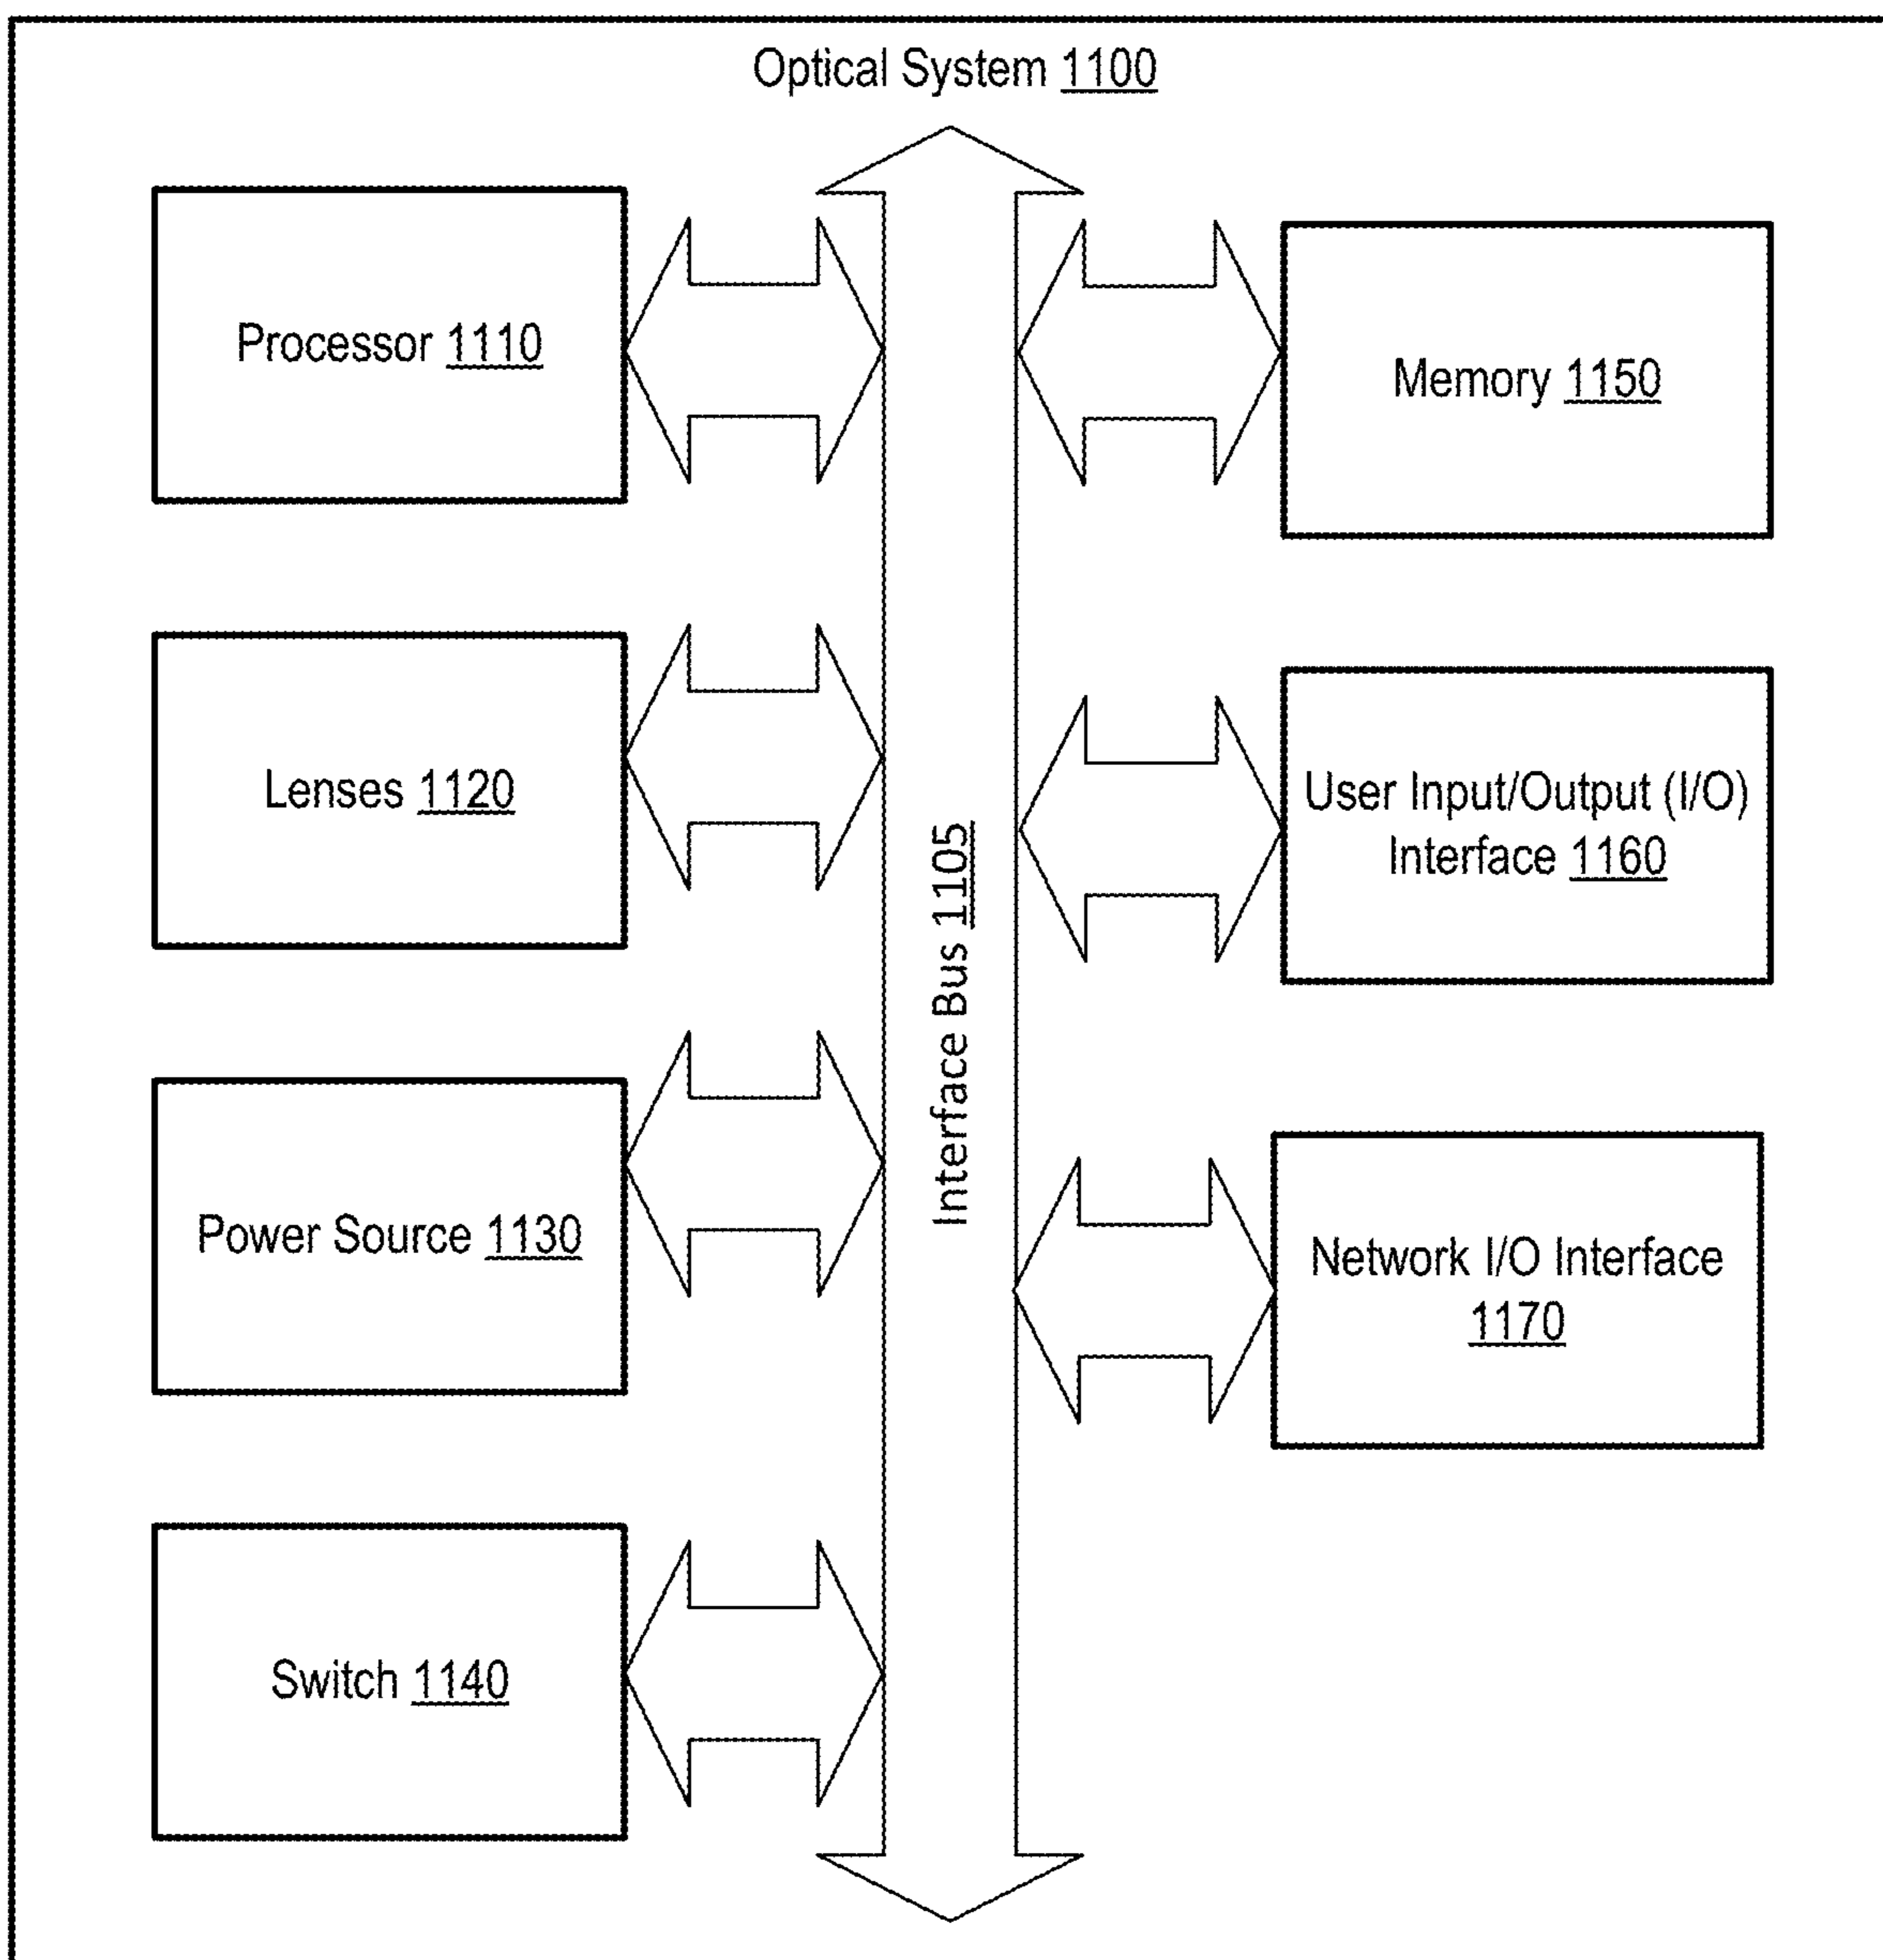 Optical System 1100
Processor 1110
Lenses 1120
Power Source 1130
Switch 1140
Interface Bus 1105
Memory 1150
User Input/Output (I/O)
Interface 1160
Network I/O Interface
1170